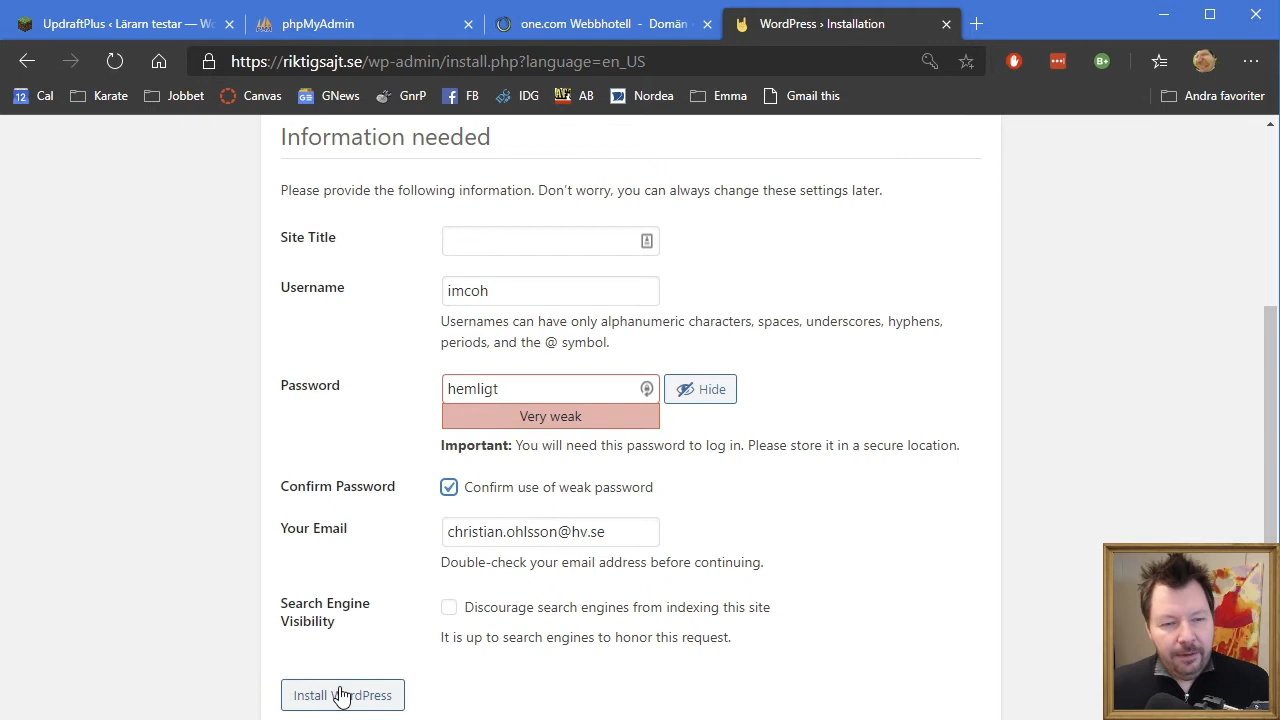 UpdraftPlus ‹ Lärarn testar — Wo
phpMyAdmin
one.com Webbhotell - Domän
WordPress › Installation
https://riktigsajt.se/wp-admin/install.php?language=en_US
12 Cal
Karate
Jobbet
Canvas
GNews
GnrP
FB
IDG
AB
Nordea
Emma
Gmail this
Andra favoriter
Information needed
Please provide the following information. Don’t worry, you can always change these settings later.
Site Title
Username
imcoh
Usernames can have only alphanumeric characters, spaces, underscores, hyphens,
periods, and the @ symbol.
Password
hemligt
Hide
Very weak
Important: You will need this password to log in. Please store it in a secure location.
Confirm Password
Confirm use of weak password
Your Email
christian.ohlsson@hv.se
Double-check your email address before continuing.
Search Engine
Visibility
Discourage search engines from indexing this site
It is up to search engines to honor this request.
Install WordPress